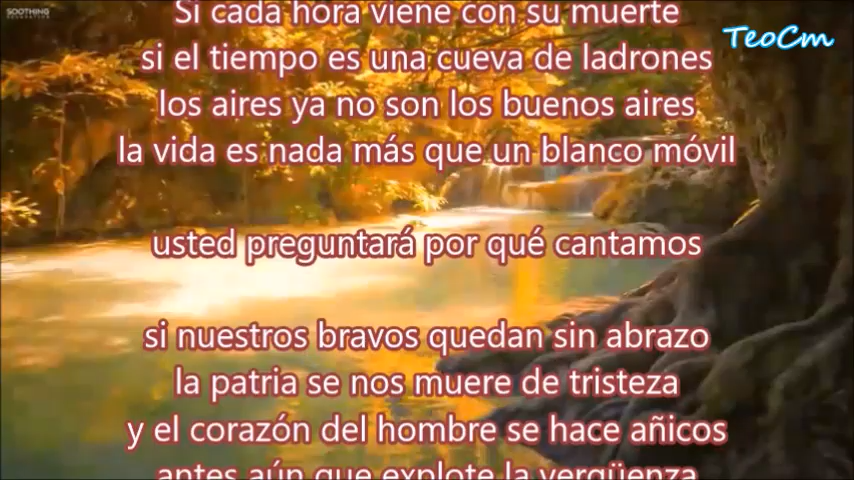 SOOTHING
TeoCm
Si cada hora viene con su muerte
si el tiempo es una cueva de ladrones
los aires ya no son los buenos aires
la vida es nada más que un blanco móvil
usted preguntará por qué cantamos
si nuestros bravos quedan sin abrazo
la patria se nos muere de tristeza
y el corazón del hombre se hace añicos
antes aún que explote la vergüenza